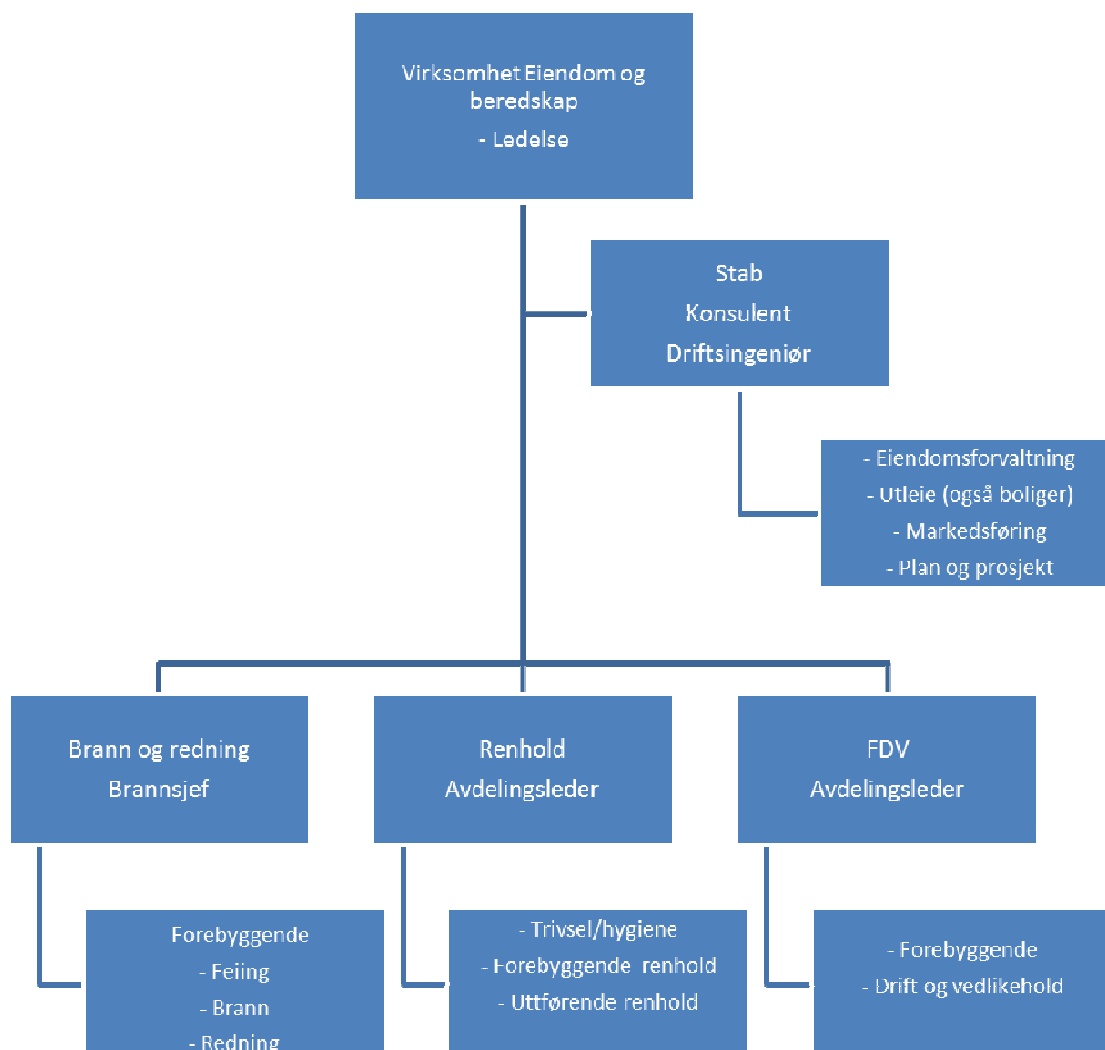 Virksomhet Eiendom og
beredskap
- Ledelse
Stab
Konsulent
Driftsingeniør
- Eiendomsforvaltning
- Utleie (også boliger)
- Markedsføring
- Plan og prosjekt
Brann og redning
Brannsjef
Renhold
Avdelingsleder
FDV
Avdelingsleder
Forebyggende
- Feiing
- Brann
- Redning
- Trivsel/hygiene
- Forebyggende renhold
- Uttførende renhold
- Forebyggende
- Drift og vedlikehold